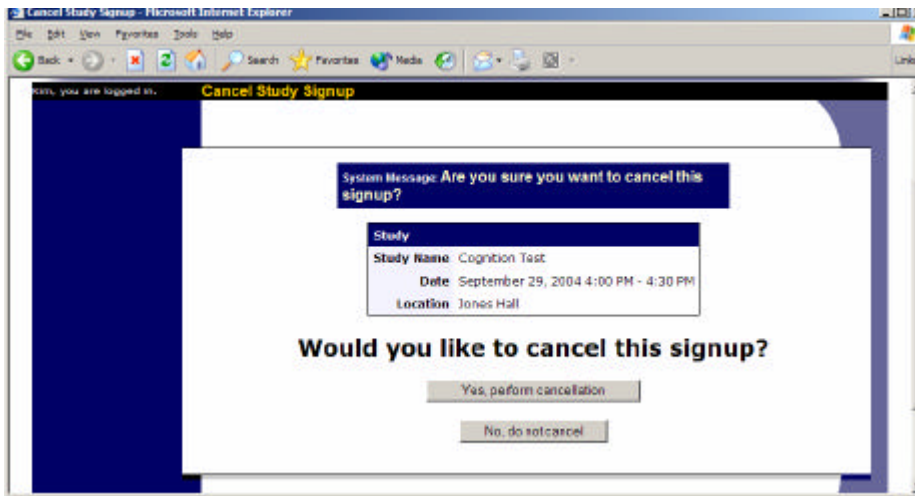 Cancel Study Signup - Microsoft Internet Explorer
File Edit View Favorites Tools Help
Back Search Favorites Media
Links
Kim, you are logged in. Cancel Study Signup
System Message: Are you sure you want to cancel this
signup?
Study
Study Name Cognition Test
Date September 29, 2004 4:00 PM - 4:30 PM
Location Jones Hall
Would you like to cancel this signup?
Yes, perform cancellation
No, do not cancel